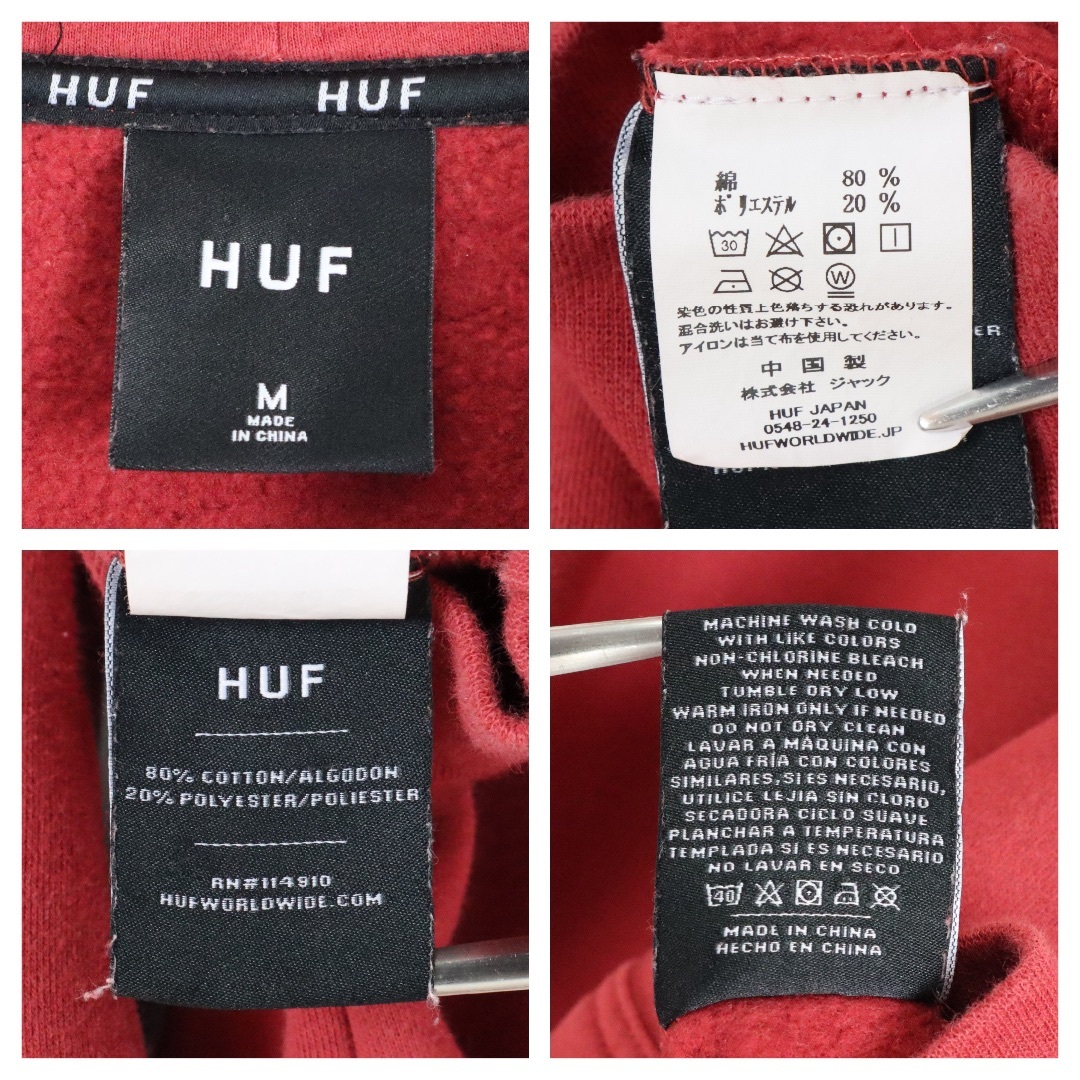 HUF HUF
HUF
M
MADE
IN CHINA
綿 80 %
ポリエステル 20 %
30
W
染色の性質上色落ちする恐れがあります。
混合洗いはお避け下さい。
アイロンは当て布を使用してください。
中国製
株式会社 ジャック
HUF JAPAN
0548-24-1250
HUFWORLDWIDE.JP
ER
HUF
80% COTTON/ALGODON
20% POLYESTER/POLIESTER
RN#114910
HUFWORLDWIDE.COM
MACHINE WASH COLD
WITH LIKE COLORS
NON-CHLORINE BLEACH
WHEN NEEDED
TUMBLE DRY LOW
WARM IRON ONLY IF NEEDED
DO NOT DRY CLEAN
LAVAR A MÁQUINA CON
AGUA FRÍA CON COLORES
SIMILARES, SI ES NECESARIO,
UTILICE LEJIA SIN CLORO
SECADORA CICLO SUAVE
PLANCHAR A TEMPERATURA
TEMPLADA SI ES NECESARIO
NO LAVAR EN SECO
40
MADE IN CHINA
HECHO EN CHINA